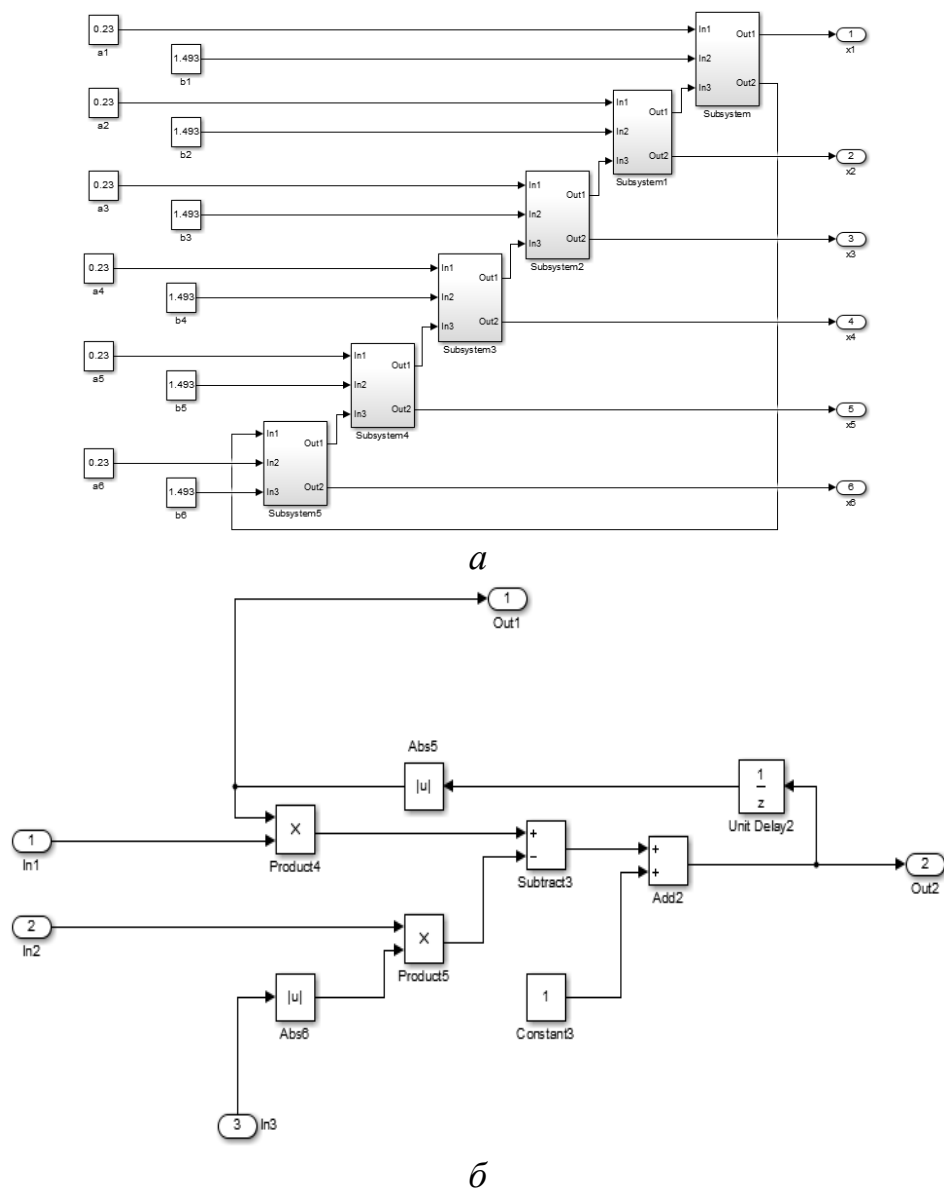 0.23
a1
1.493
b1
In1
In2
In3
Out1
Out2
Subsystem
1
x1
0.23
a2
1.493
b2
In1
In2
In3
Out1
Out2
Subsystem1
2
x2
0.23
a3
1.493
b3
In1
In2
In3
Out1
Out2
Subsystem2
3
x3
0.23
a4
1.493
b4
In1
In2
In3
Out1
Out2
Subsystem3
4
x4
0.23
a5
1.493
b5
In1
In2
In3
Out1
Out2
Subsystem4
5
x5
0.23
a6
1.493
b6
In1
In2
In3
Out1
Out2
Subsystem5
6
x6
а
1
Out1
Abs5
|u|
1
z
Unit Delay2
1
In1
X
Product4
+
−
Subtract3
+
+
Add2
2
Out2
2
In2
X
Product5
|u|
Abs6
1
Constant3
3
In3
б